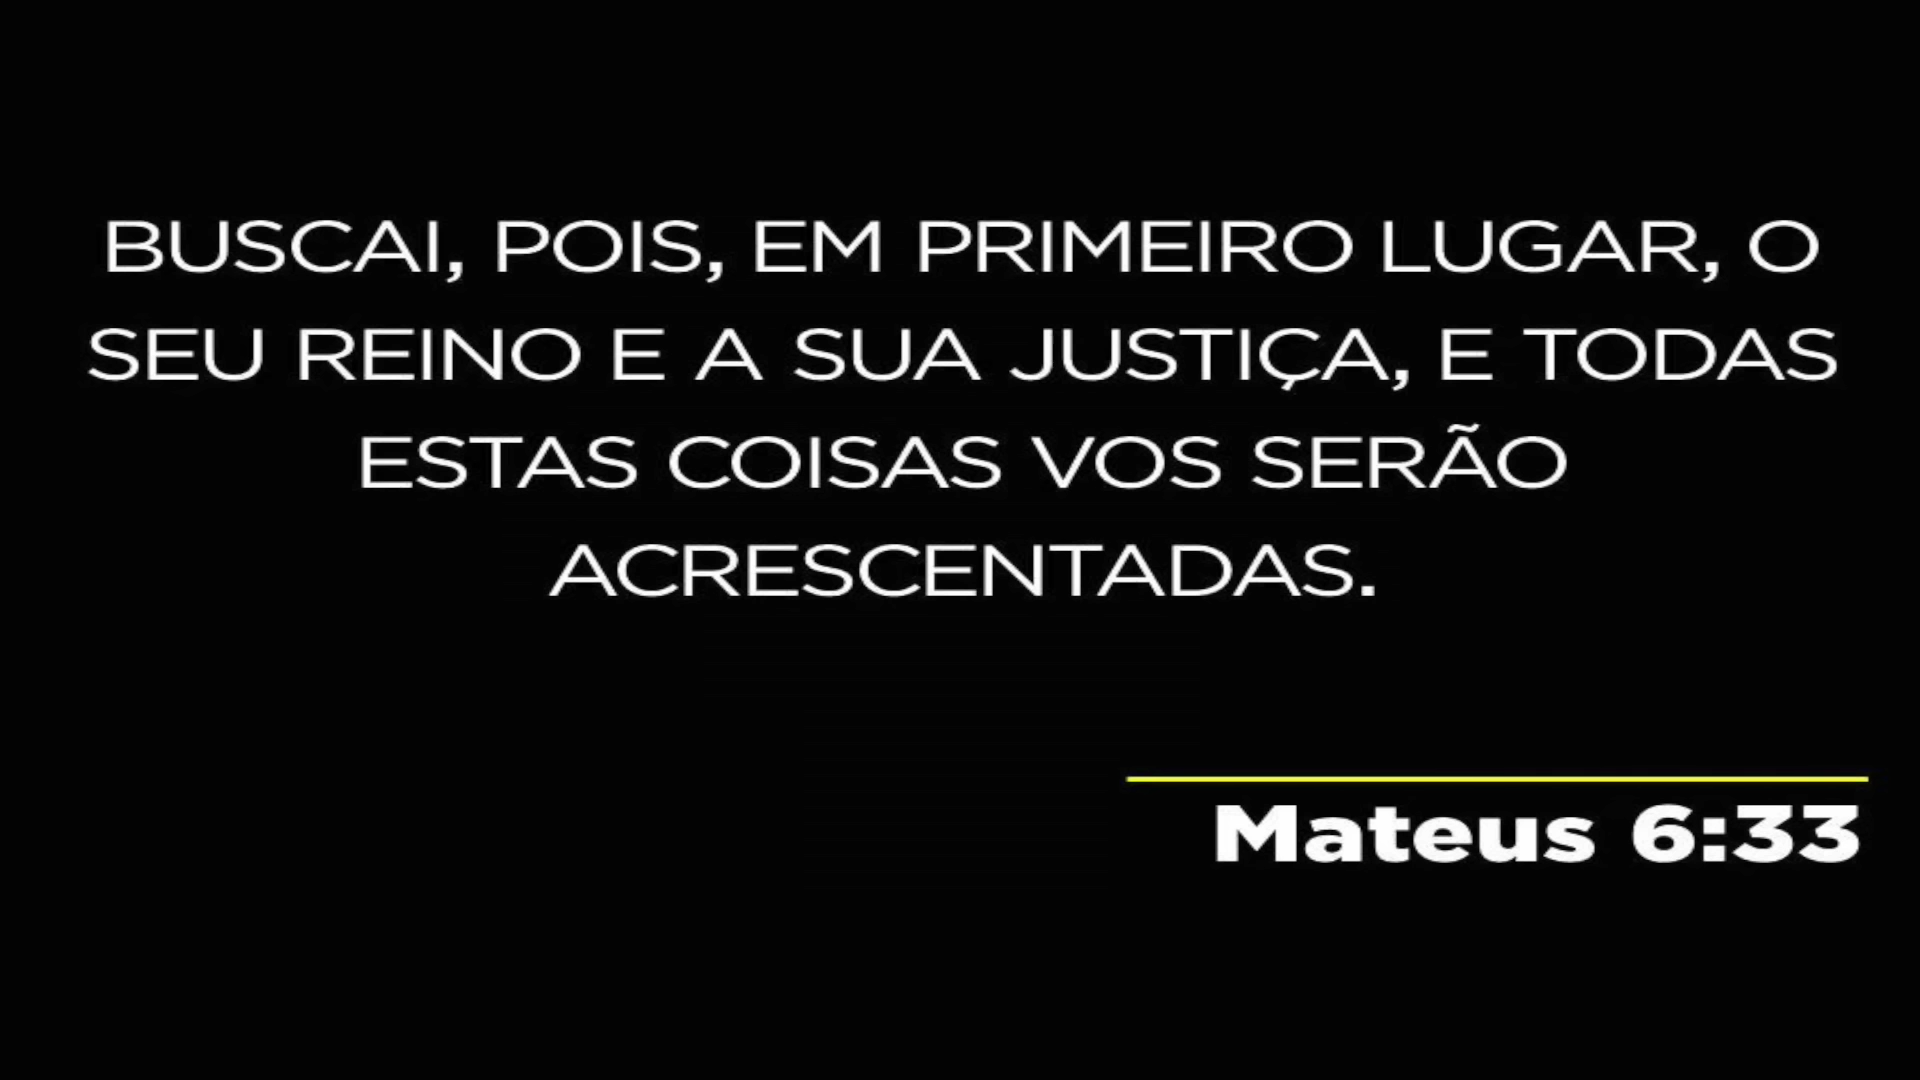 BUSCAI, POIS, EM PRIMEIRO LUGAR, O
SEU REINO E A SUA JUSTIÇA, E TODAS
ESTAS COISAS VOS SERÃO
ACRESCENTADAS.
Mateus 6:33